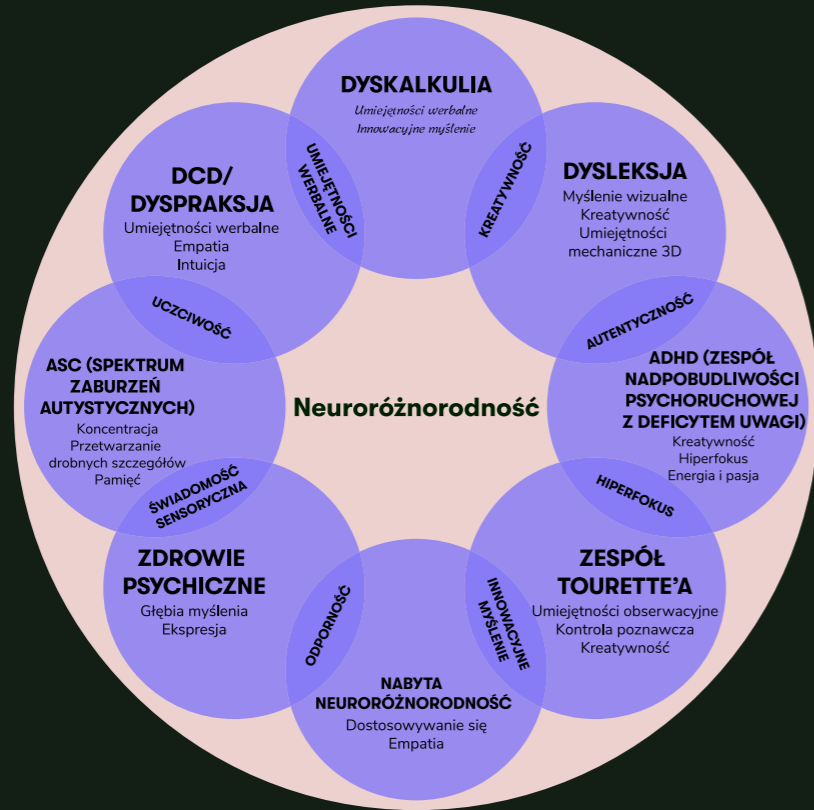 DYSKALKULIA
Umiejętności werbalne
Innowacyjne myślenie
KREATYWNOŚĆ
DYSLEKSJA
Myślenie wizualne
Kreatywność
Umiejętności
mechaniczne 3D
AUTENTYCZNOŚĆ
ADHD (ZESPÓŁ
NADPOBUDLIWOŚCI
PSYCHORUCHOWEJ
Z DEFICYTEM UWAGI)
Kreatywność
Hiperfokus
Energia i pasja
HIPERFOKUS
ZESPÓŁ
TOURETTE’A
Umiejętności obserwacyjne
Kontrola poznawcza
Kreatywność
INNOWACYJNE
MYŚLENIE
NABYTA
NEURORÓŻNORODNOŚĆ
Dostosowywanie się
Empatia
ODPORNOŚĆ
ZDROWIE
PSYCHICZNE
Głębia myślenia
Ekspresja
ŚWIADOMOŚĆ
SENSORYCZNA
ASC (SPEKTRUM
ZABURZEŃ
AUTYSTYCZNYCH)
Koncentracja
Przetwarzanie
drobnych szczegółów
Pamięć
UCZCIWOŚĆ
DCD/
DYSPRAKSJA
Umiejętności werbalne
Empatia
Intuicja
UMIEJĘTNOŚCI
WERBALNE
Neuroróżnorodność